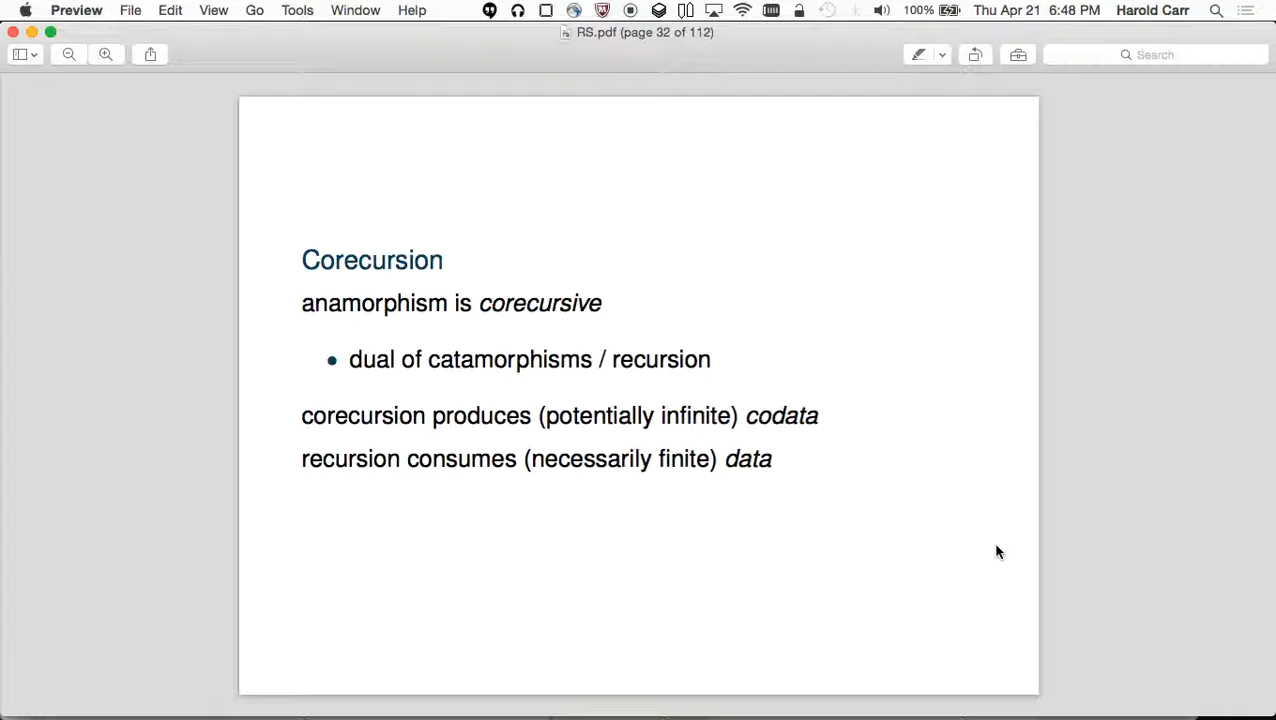 Preview File Edit View Go Tools Window Help 100% Thu Apr 21 6:48 PM Harold Carr
RS.pdf (page 32 of 112)
Search
Corecursion
anamorphism is corecursive
• dual of catamorphisms / recursion
corecursion produces (potentially infinite) codata
recursion consumes (necessarily finite) data